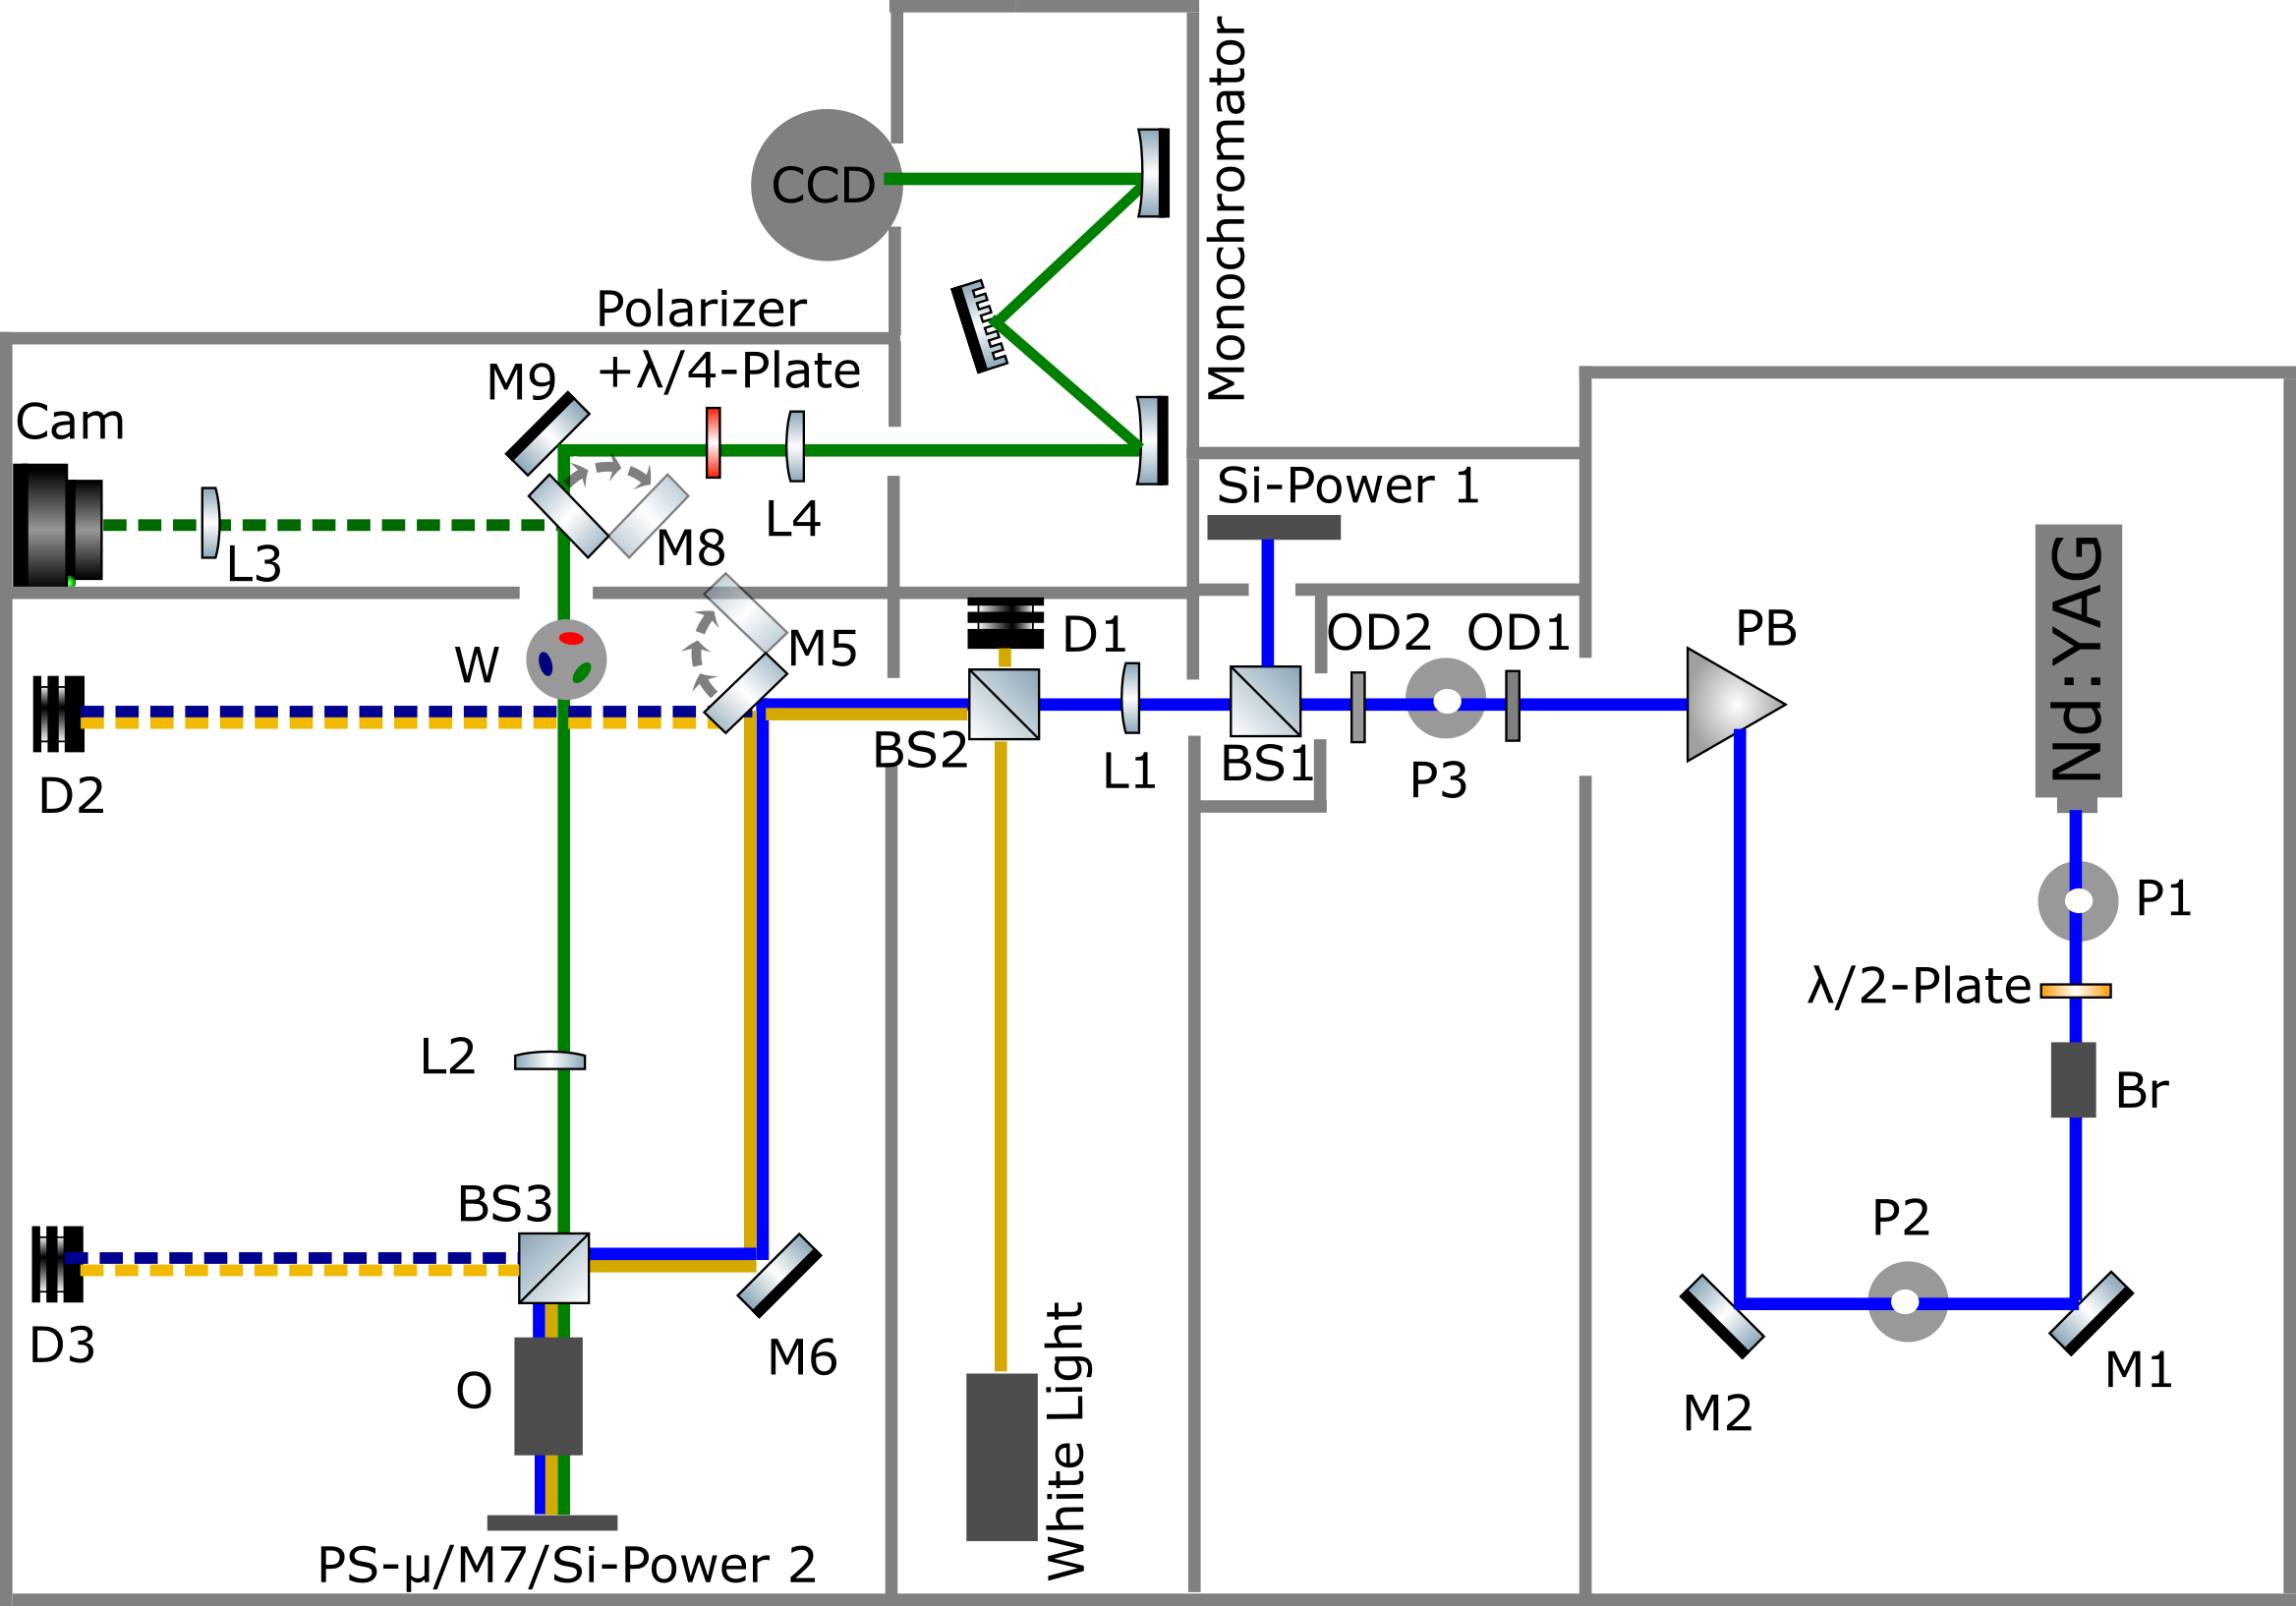 Monochromator
CCD
Polarizer
+λ/4-Plate
M9
Cam
Si-Power 1
L4
M8
L3
Nd:YAG
W
M5
D1
OD2
OD1
PB
BS2
L1
BS1
P3
D2
P1
λ/2-Plate
L2
Br
BS3
P2
D3
M6
O
White Light
M2
M1
PS-μ/M7/Si-Power 2